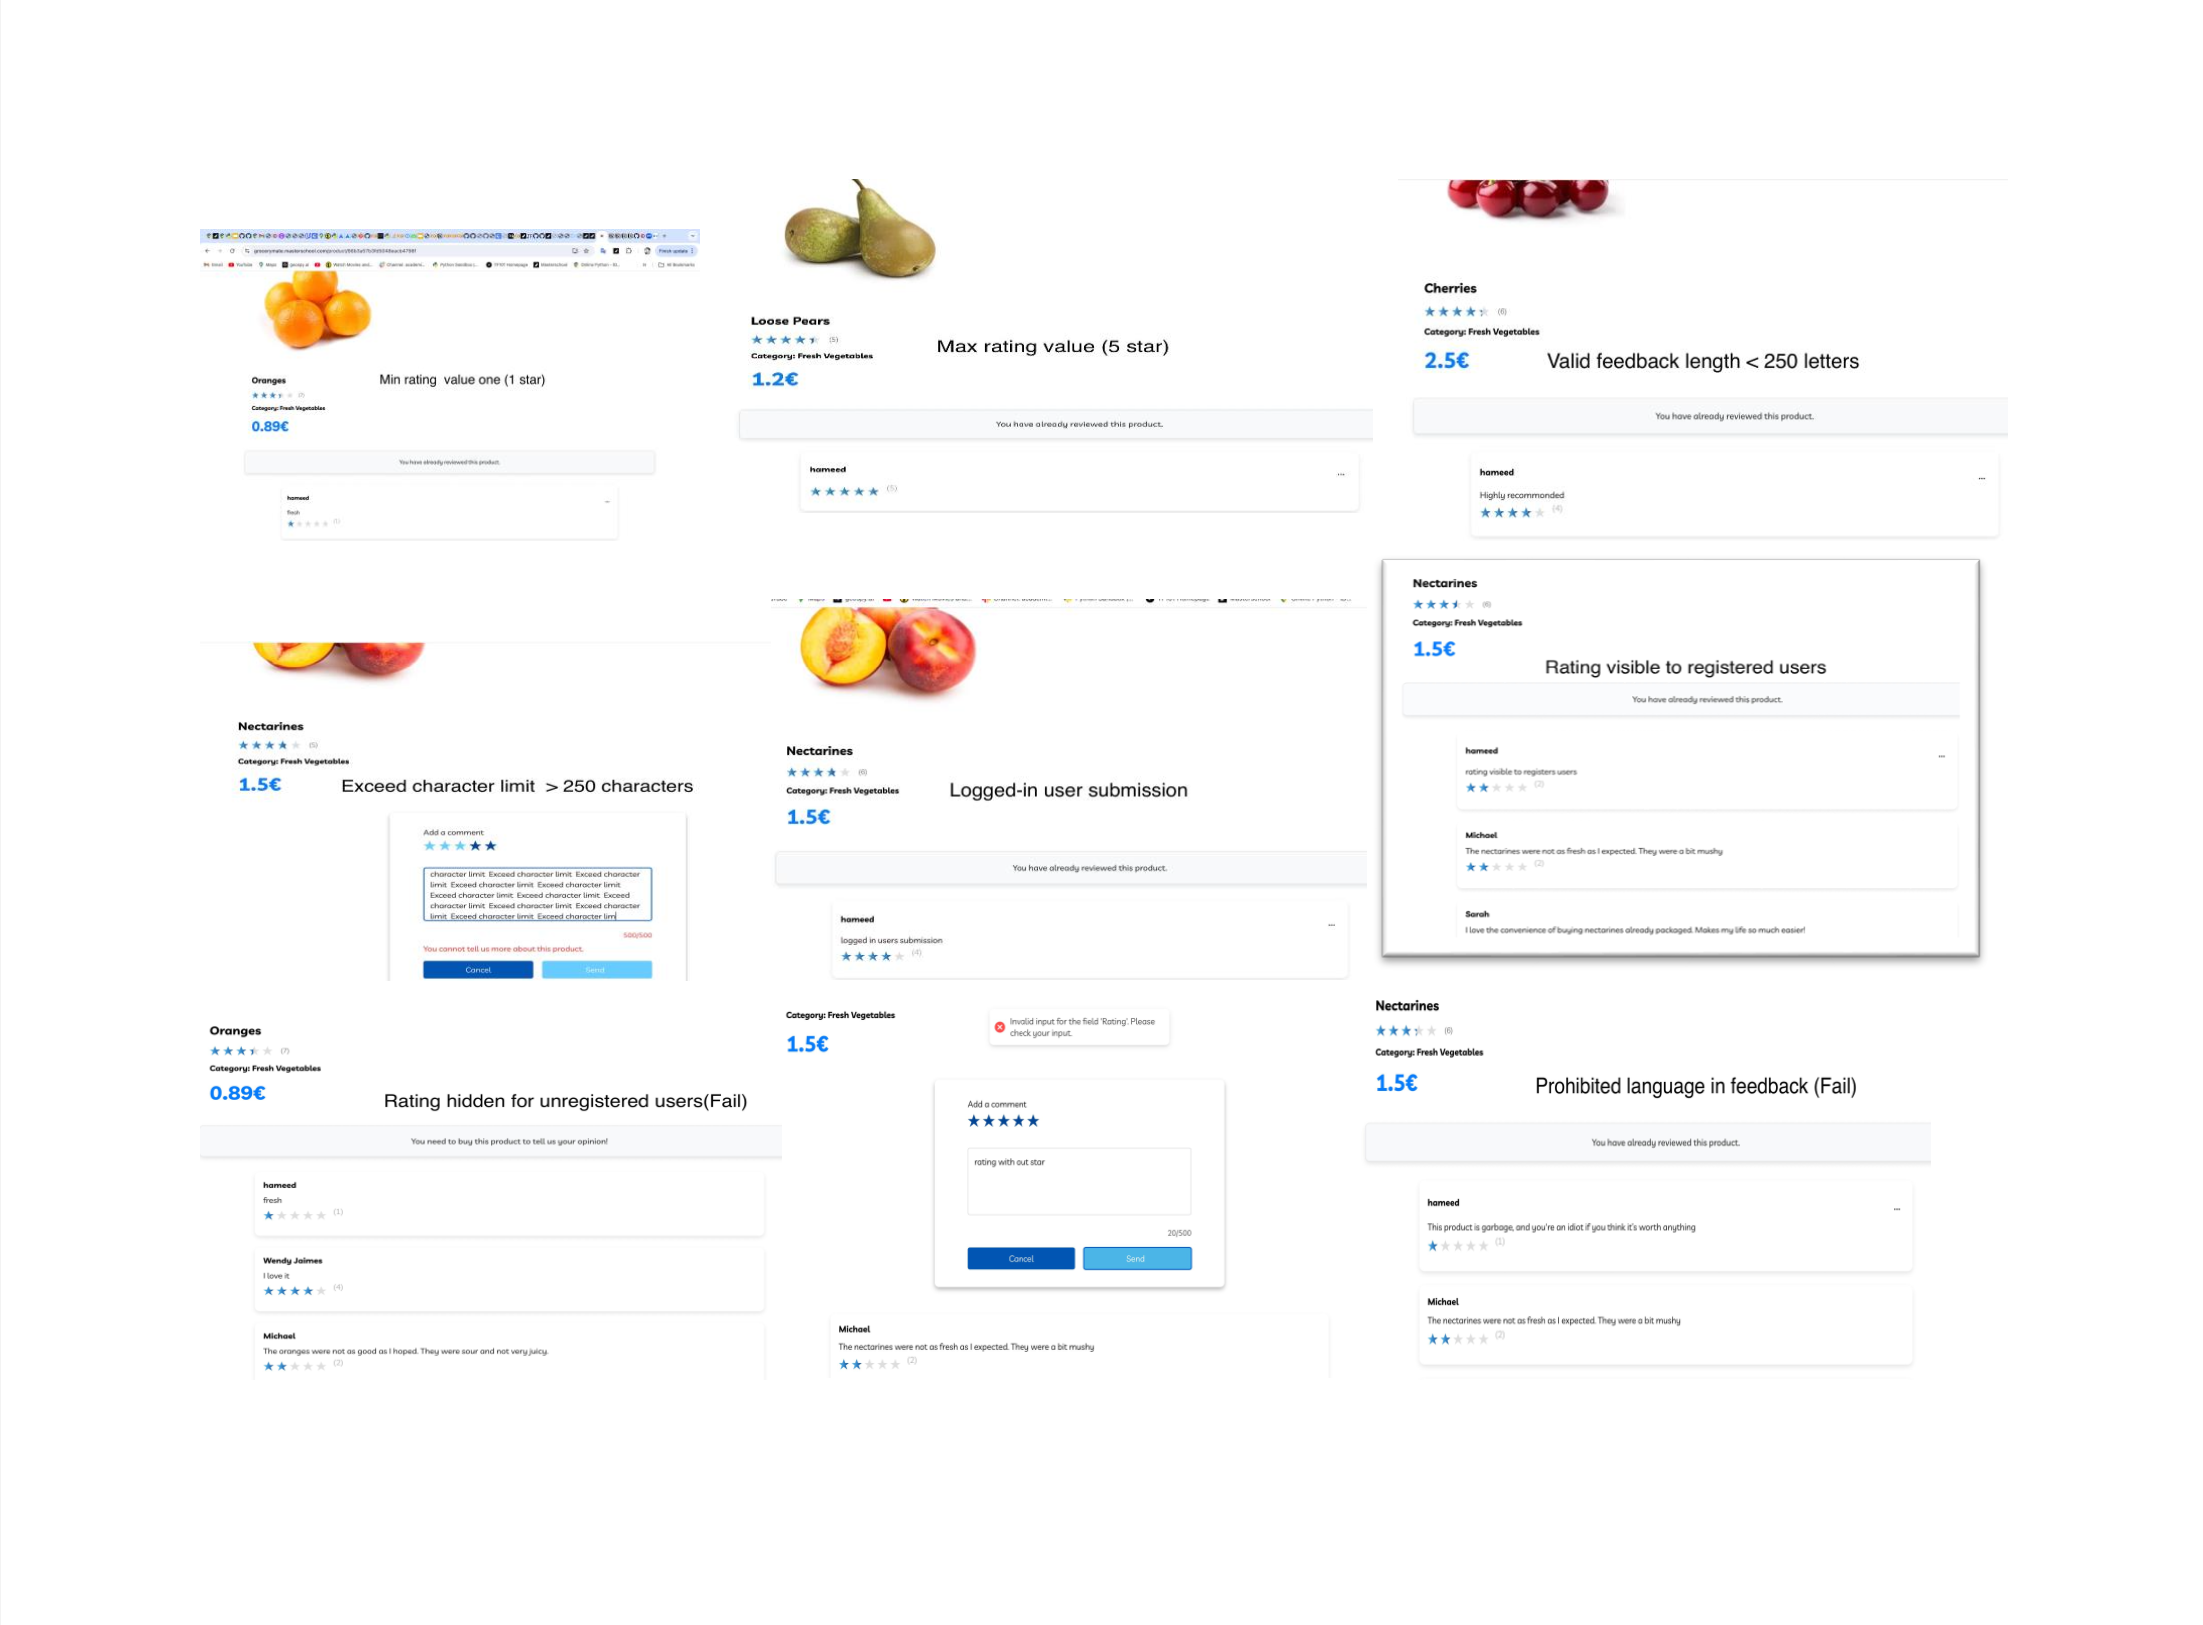 grocerymate.masterschool.com/product/
Finish update
Gmail YouTube Maps
All Bookmarks
Oranges
Min rating value one (1 star)
Category: Fresh Vegetables
0.89€
You have already reviewed this product.
hameed
...
fresh
(1)
Loose Pears
(5)
Category: Fresh Vegetables
Max rating value (5 star)
1.2€
You have already reviewed this product.
hameed
...
(5)
Cherries
(6)
Category: Fresh Vegetables
2.5€
Valid feedback length < 250 letters
You have already reviewed this product.
hameed
...
Highly recommonded
(4)
Nectarines
(5)
Category: Fresh Vegetables
1.5€
Exceed character limit > 250 characters
Add a comment
character limit Exceed character limit Exceed character
limit Exceed character limit Exceed character limit
Exceed character limit Exceed character limit Exceed
character limit Exceed character limit Exceed character
limit Exceed character limit Exceed character lim
500/500
You cannot tell us more about this product.
Cancel
Send
Nectarines
(6)
Category: Fresh Vegetables
Logged-in user submission
1.5€
You have already reviewed this product.
hameed
...
logged in users submission
(4)
Nectarines
(6)
Category: Fresh Vegetables
1.5€
Rating visible to registered users
You have already reviewed this product.
hameed
...
rating visible to registers users
(2)
Michael
The nectarines were not as fresh as I expected. They were a bit mushy
(2)
Sarah
I love the convenience of buying nectarines already packaged. Makes my life so much easier!
Oranges
(7)
Category: Fresh Vegetables
0.89€
Rating hidden for unregistered users(Fail)
You need to buy this product to tell us your opinion!
hameed
fresh
(1)
Wendy Jaimes
I love it
(4)
Michael
The oranges were not as good as I hoped. They were sour and not very juicy.
(2)
Category: Fresh Vegetables
1.5€
Invalid input for the field 'Rating'. Please
check your input.
Add a comment
rating with out star
20/500
Cancel
Send
Michael
The nectarines were not as fresh as I expected. They were a bit mushy
(2)
Nectarines
(6)
Category: Fresh Vegetables
1.5€
Prohibited language in feedback (Fail)
You have already reviewed this product.
hameed
...
This product is garbage, and you're an idiot if you think it's worth anything
(1)
Michael
The nectarines were not as fresh as I expected. They were a bit mushy
(2)